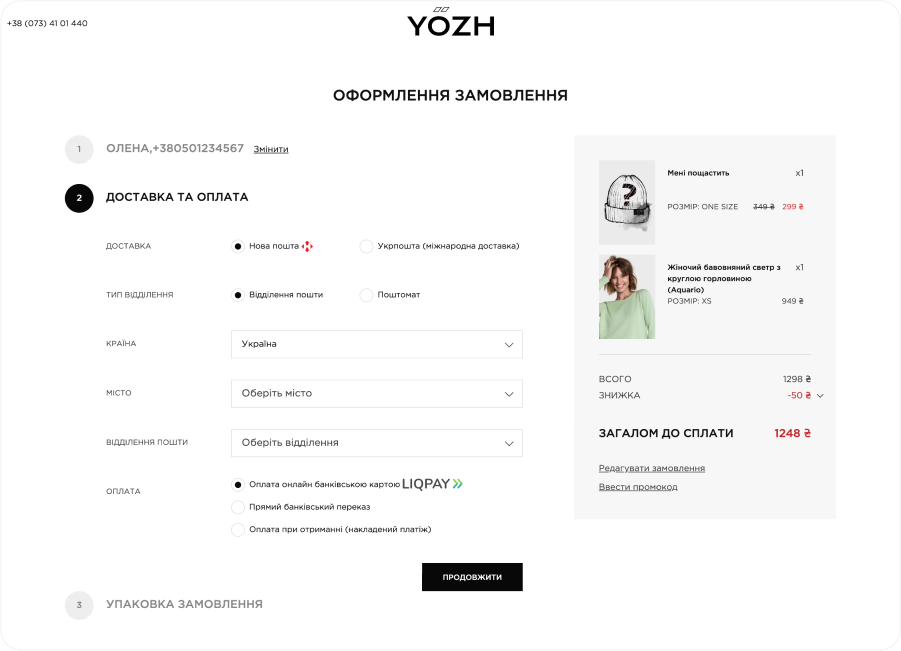 +38 (073) 41 01 440
YOZH
ОФОРМЛЕННЯ ЗАМОВЛЕННЯ
1
ОЛЕНА,+380501234567 Змінити
2
ДОСТАВКА ТА ОПЛАТА
ДОСТАВКА
Нова пошта
Укрпошта (міжнародна доставка)
ТИП ВІДДІЛЕННЯ
Відділення пошти
Поштомат
КРАЇНА
Україна
МІСТО
Оберіть місто
ВІДДІЛЕННЯ ПОШТИ
Оберіть відділення
ОПЛАТА
Оплата онлайн банківською картою LIQPAY
Прямий банківський переказ
Оплата при отриманні (накладений платіж)
ПРОДОВЖИТИ
3
УПАКОВКА ЗАМОВЛЕННЯ
?
Мені пощастить x1
РОЗМІР: ONE SIZE 349 ₴ 299 ₴
Жіночий бавовняний светр з x1
круглою горловиною
(Aquario)
РОЗМІР: XS 949 ₴
ВСОГО 1298 ₴
ЗНИЖКА -50 ₴
ЗАГАЛОМ ДО СПЛАТИ 1248 ₴
Редагувати замовлення
Ввести промокод